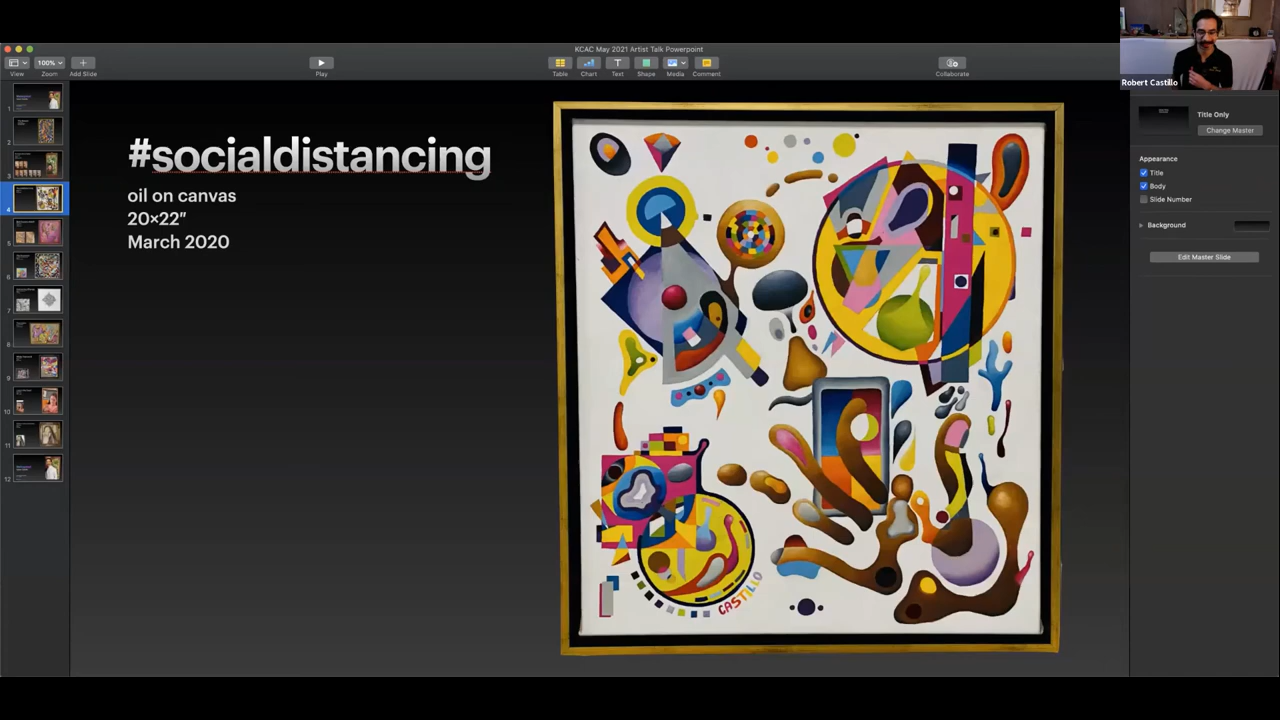 KCAC May 2021 Artist Talk Powerpoint
View
100%
Zoom
Add Slide
Play
Table
Chart
Text
Shape
Media
Comment
Collaborate
Robert Castillo
1
2
3
4
5
6
7
8
9
10
11
12
#socialdistancing
oil on canvas
20×22"
March 2020
CASTILLO
Title Only
Change Master
Appearance
Title
Body
Slide Number
Background
Edit Master Slide